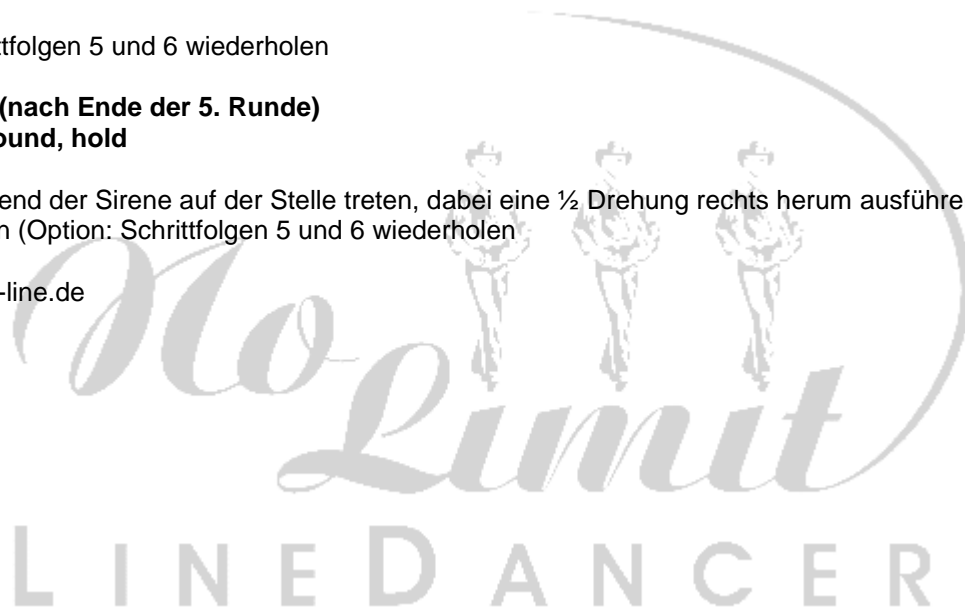 ttfolgen 5 und 6 wiederholen
(nach Ende der 5. Runde)
ound, hold
end der Sirene auf der Stelle treten, dabei eine ½ Drehung rechts herum ausführe
n (Option: Schrittfolgen 5 und 6 wiederholen
-line.de
No
Limit
LINEDANCER